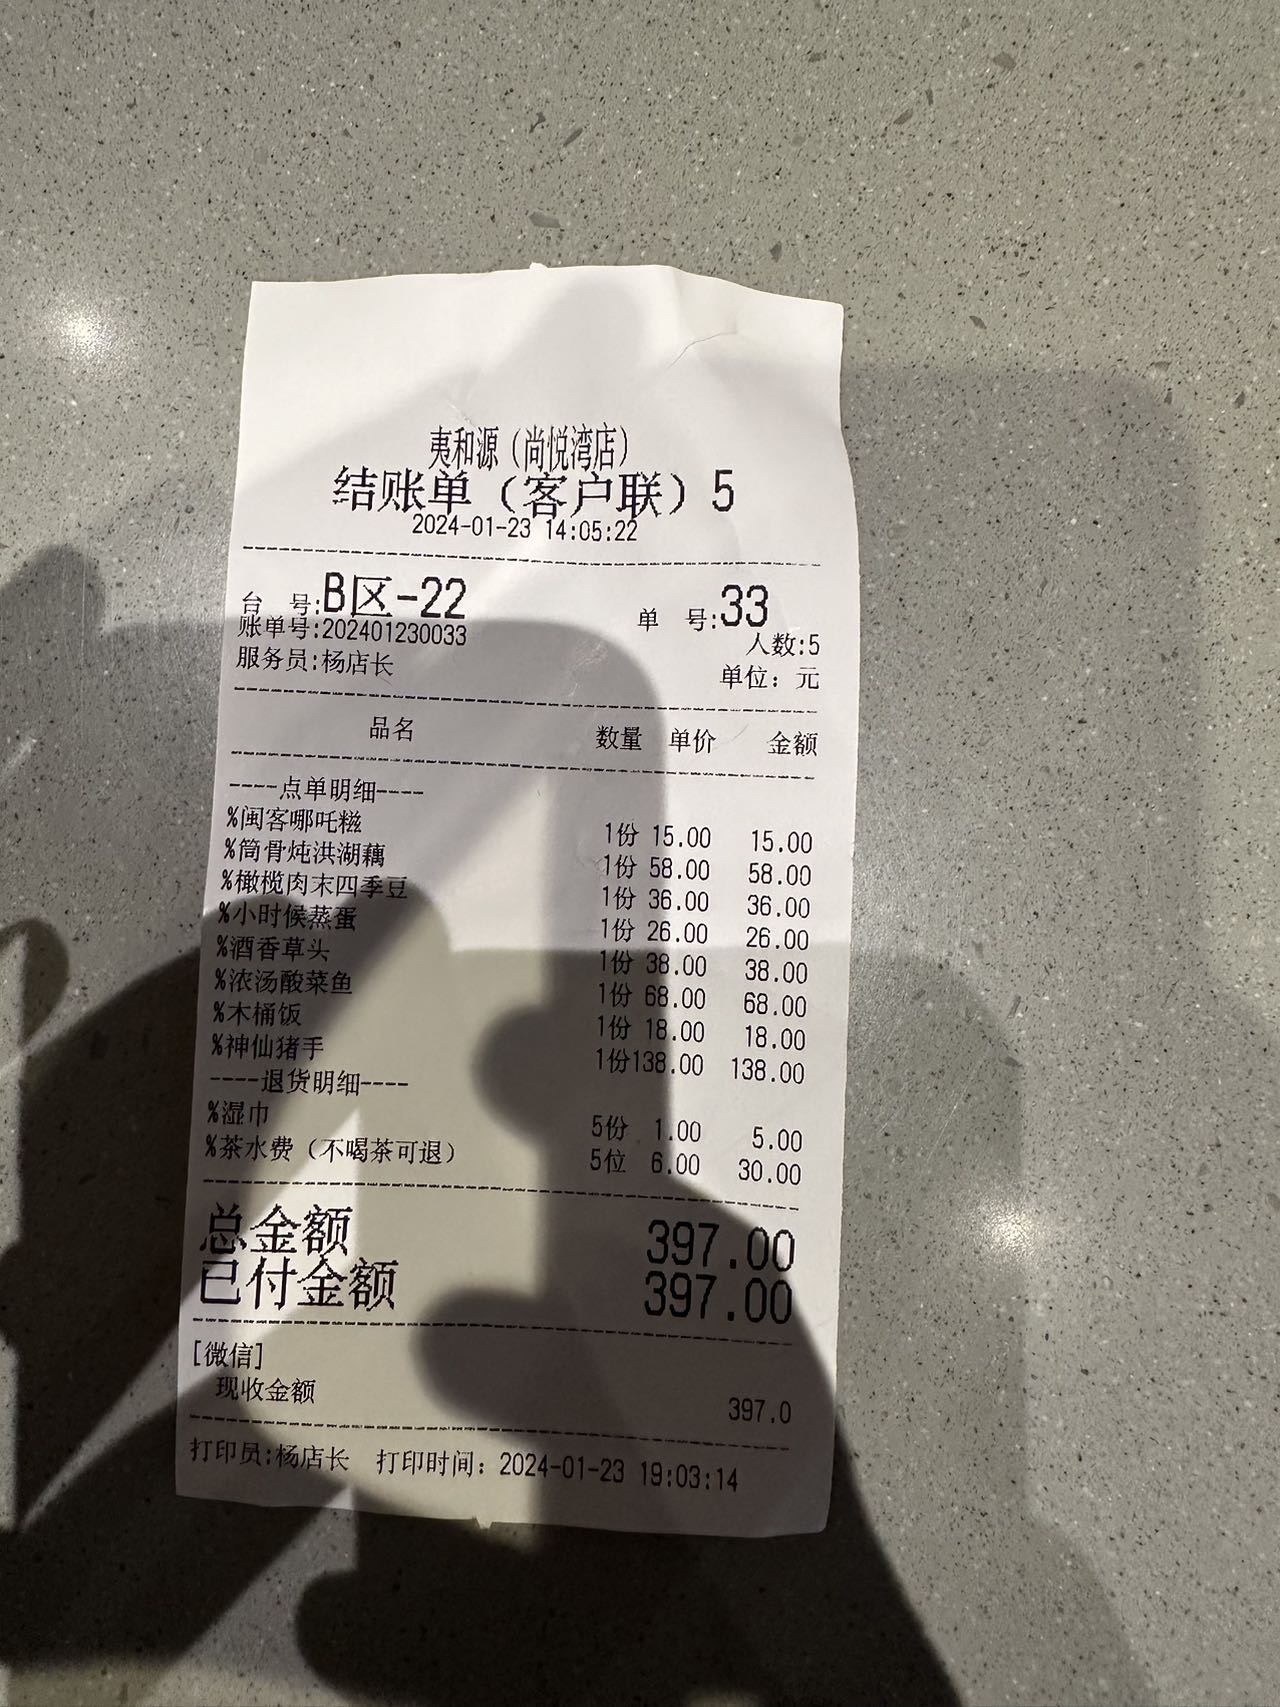 夷和源（尚悦湾店）
结账单（客户联）5
2024-01-23 14:05:22
台 号:B区-22 单 号:33
账单号:202401230033 人数:5
服务员:杨店长 单位：元
品名 数量 单价 金额
----点单明细----
%闽客哪吒糍 1份 15.00 15.00
%筒骨炖洪湖藕 1份 58.00 58.00
%橄榄肉末四季豆 1份 36.00 36.00
%小时候蒸蛋 1份 26.00 26.00
%酒香草头 1份 38.00 38.00
%浓汤酸菜鱼 1份 68.00 68.00
%木桶饭 1份 18.00 18.00
%神仙猪手 1份138.00 138.00
----退货明细----
%湿巾 5份 1.00 5.00
%茶水费（不喝茶可退） 5位 6.00 30.00
总金额 397.00
已付金额 397.00
[微信]
现收金额 397.0
打印员:杨店长 打印时间：2024-01-23 19:03:14